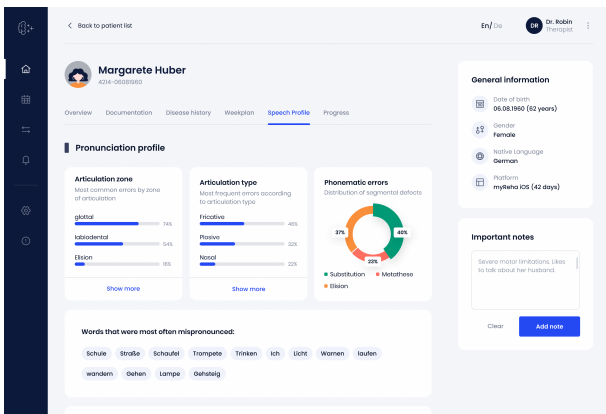 Back to patient list
En/De
DR
Dr. Robin
Therapist
Margarete Huber
4214-06081960
Overview Documentation Disease history Weekplan Speech Profile Progress
Pronunciation profile
Articulation zone
Most common errors by zone
of articulation
glottal
74%
labiodental
54%
Elision
16%
Show more
Articulation type
Most frequent errors according
to articulation type
Fricative
46%
Plosive
32%
Nasal
22%
Show more
Phonematic errors
Distribution of segmental defects
37%
40%
23%
Substitution Metathese
Elision
Words that were most often mispronounced:
Schule Straße Schaufel Trompete Trinken Ich Licht Warnen laufen
wandern Gehen Lampe Gehsteig
General information
Date of birth
06.08.1960 (62 years)
Gender
Female
Native Language
German
Platform
myReha iOS (42 days)
Important notes
Severe motor limitations. Likes
to talk about her husband.
Clear
Add note